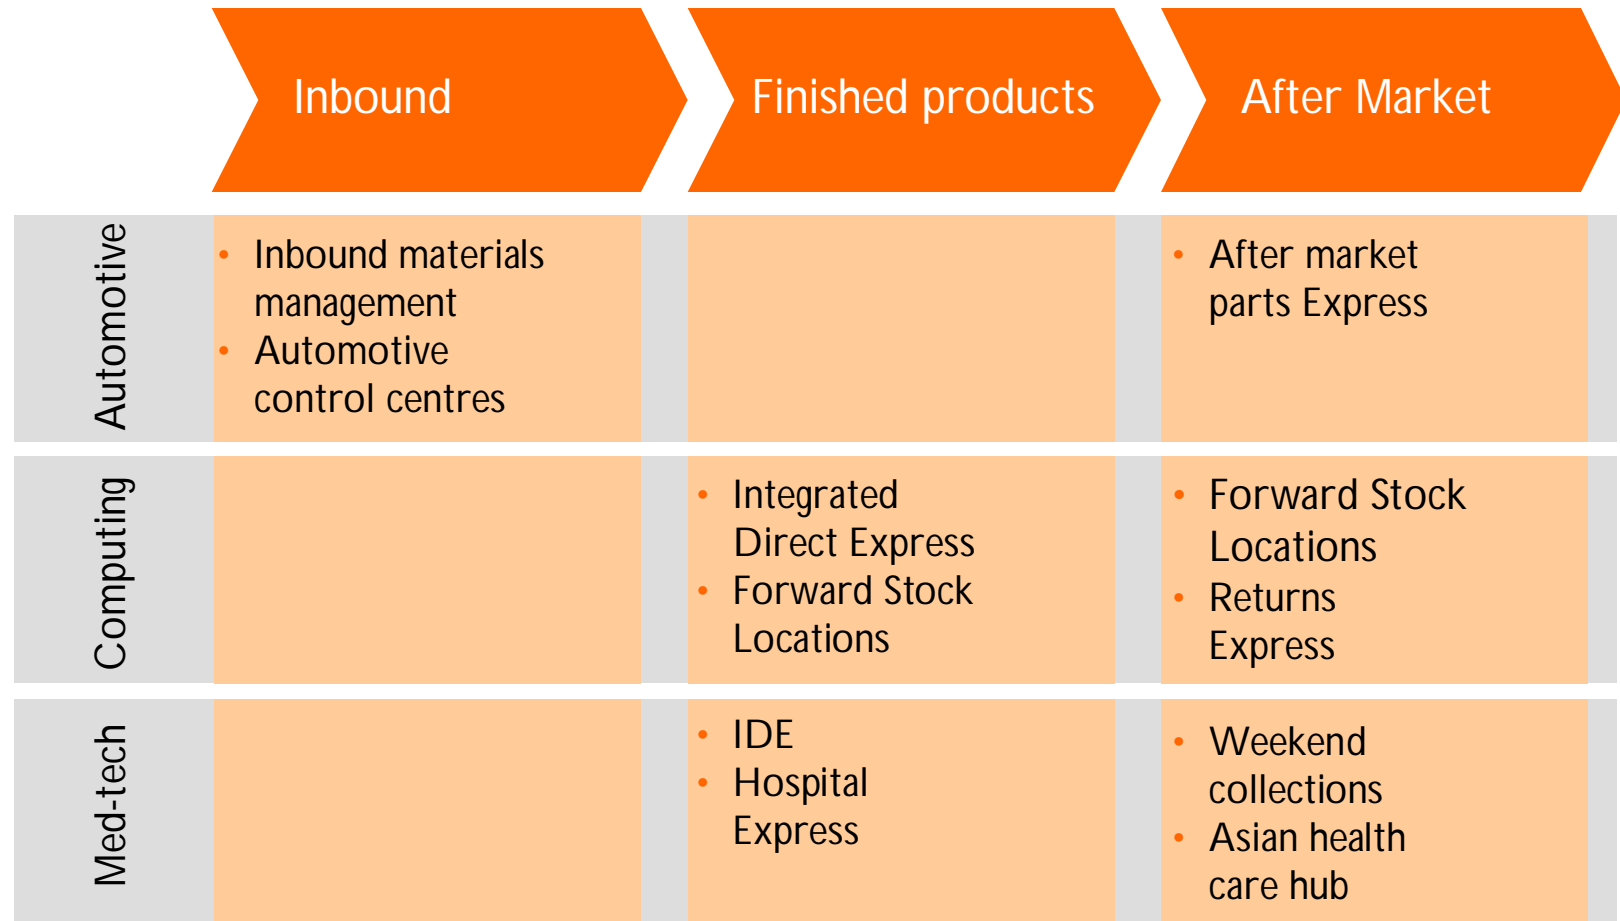 Inbound
Finished products
After Market
Automotive
• Inbound materials
management
• Automotive
control centres
• After market
parts Express
Computing
• Integrated
Direct Express
• Forward Stock
Locations
• Forward Stock
Locations
• Returns
Express
Med-tech
• IDE
• Hospital
Express
• Weekend
collections
• Asian health
care hub